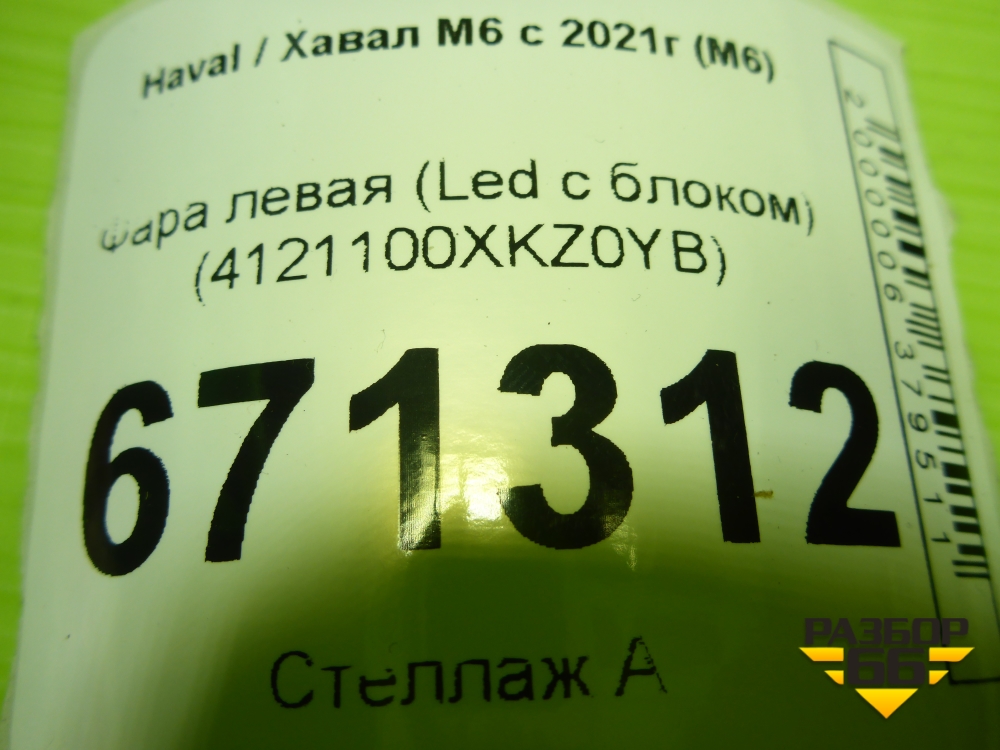 Haval / Хавал M6 с 2021г (M6)
Фара левая (Led с блоком)
(4121100XKZ0YB)
671312
Стеллаж А
2000006379511
РАЗБОР
66